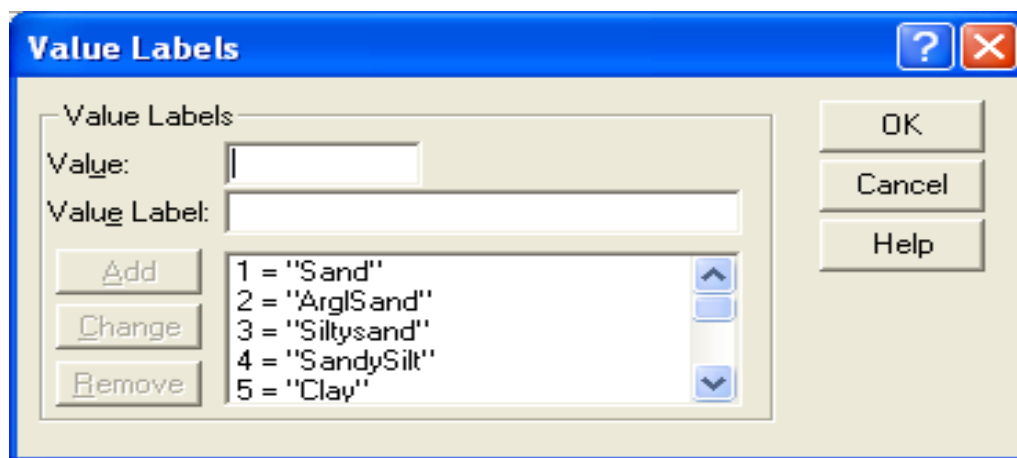 Value Labels
Value Labels
Value:
Value Label:
Add
Change
Remove
1 = "Sand"
2 = "ArglSand"
3 = "Siltysand"
4 = "SandySilt"
5 = "Clay"
OK
Cancel
Help